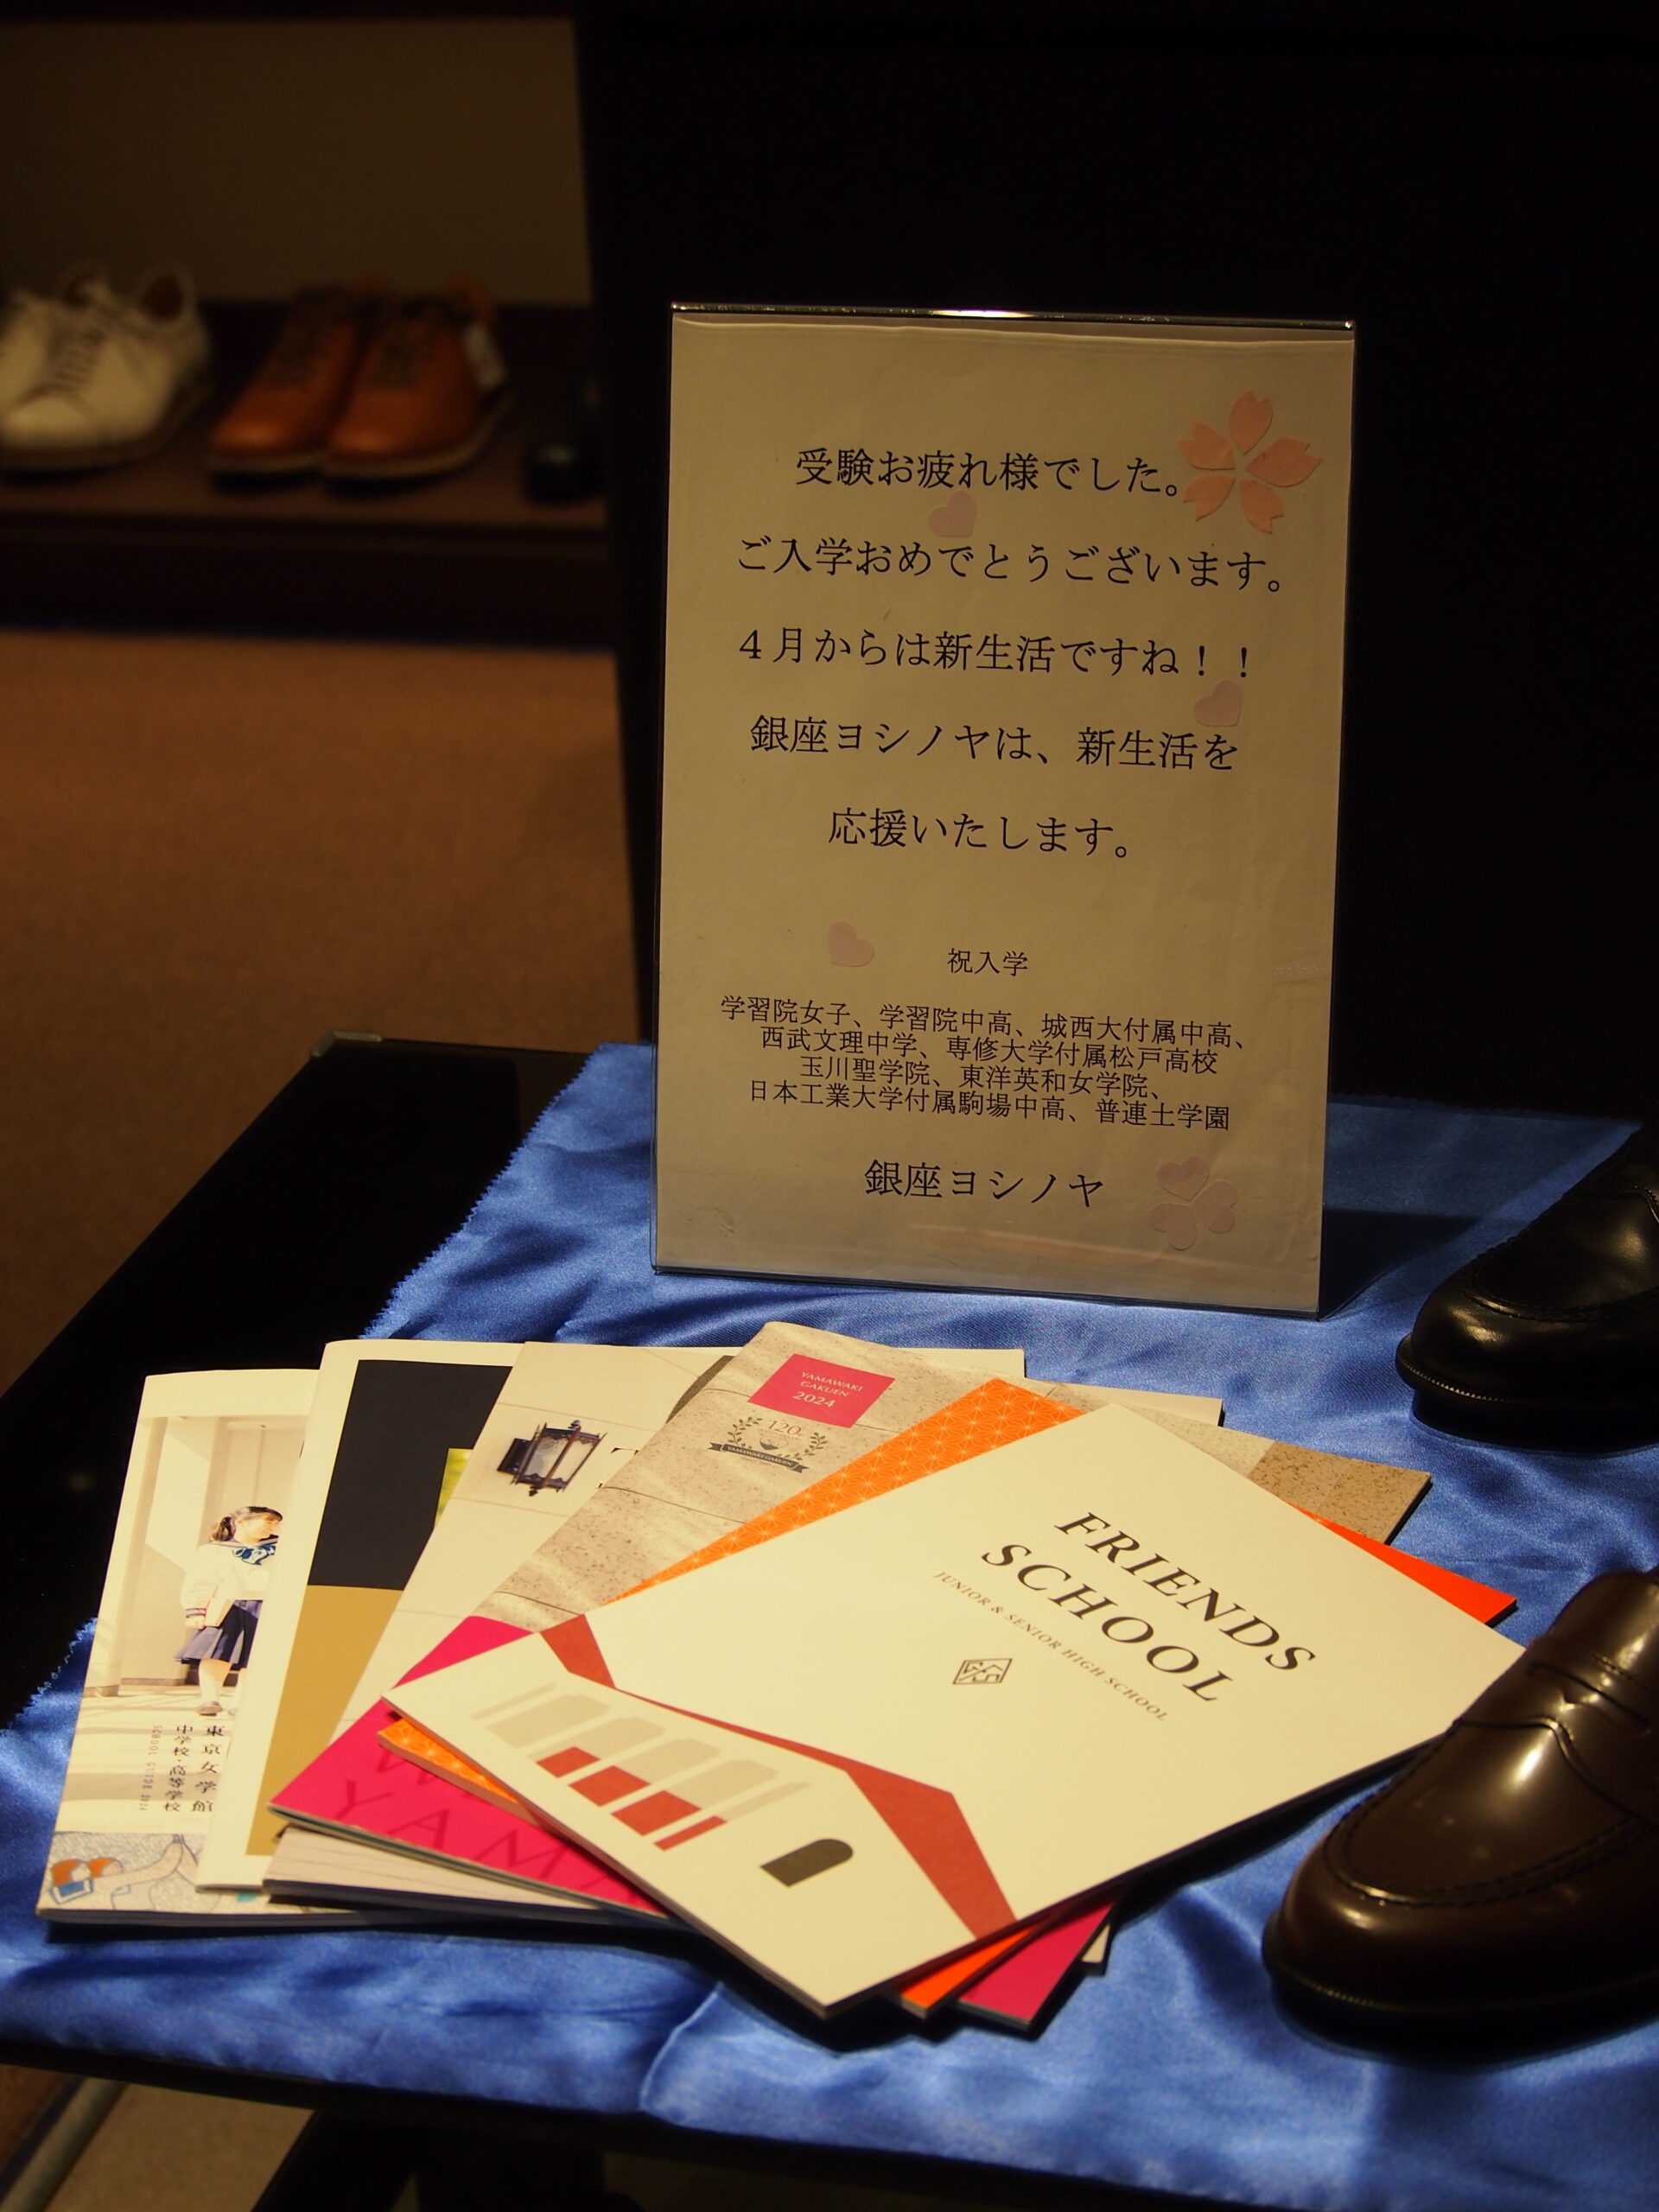 受験お疲れ様でした。
ご入学おめでとうございます。
４月からは新生活ですね！！
銀座ヨシノヤは、新生活を
応援いたします。
祝入学
学習院女子、学習院中高、城西大付属中高、
西武文理中学、専修大学付属松戸高校
玉川聖学院、東洋英和女学院、
日本工業大学付属駒場中高、普連土学園
銀座ヨシノヤ
YAMAWAKI
GAKUEN
2024
120
YAMAWAKI GAKUEN
FRIENDS
SCHOOL
JUNIOR & SENIOR HIGH SCHOOL
GFS
YAM
東京女学館
中学校・高等学校